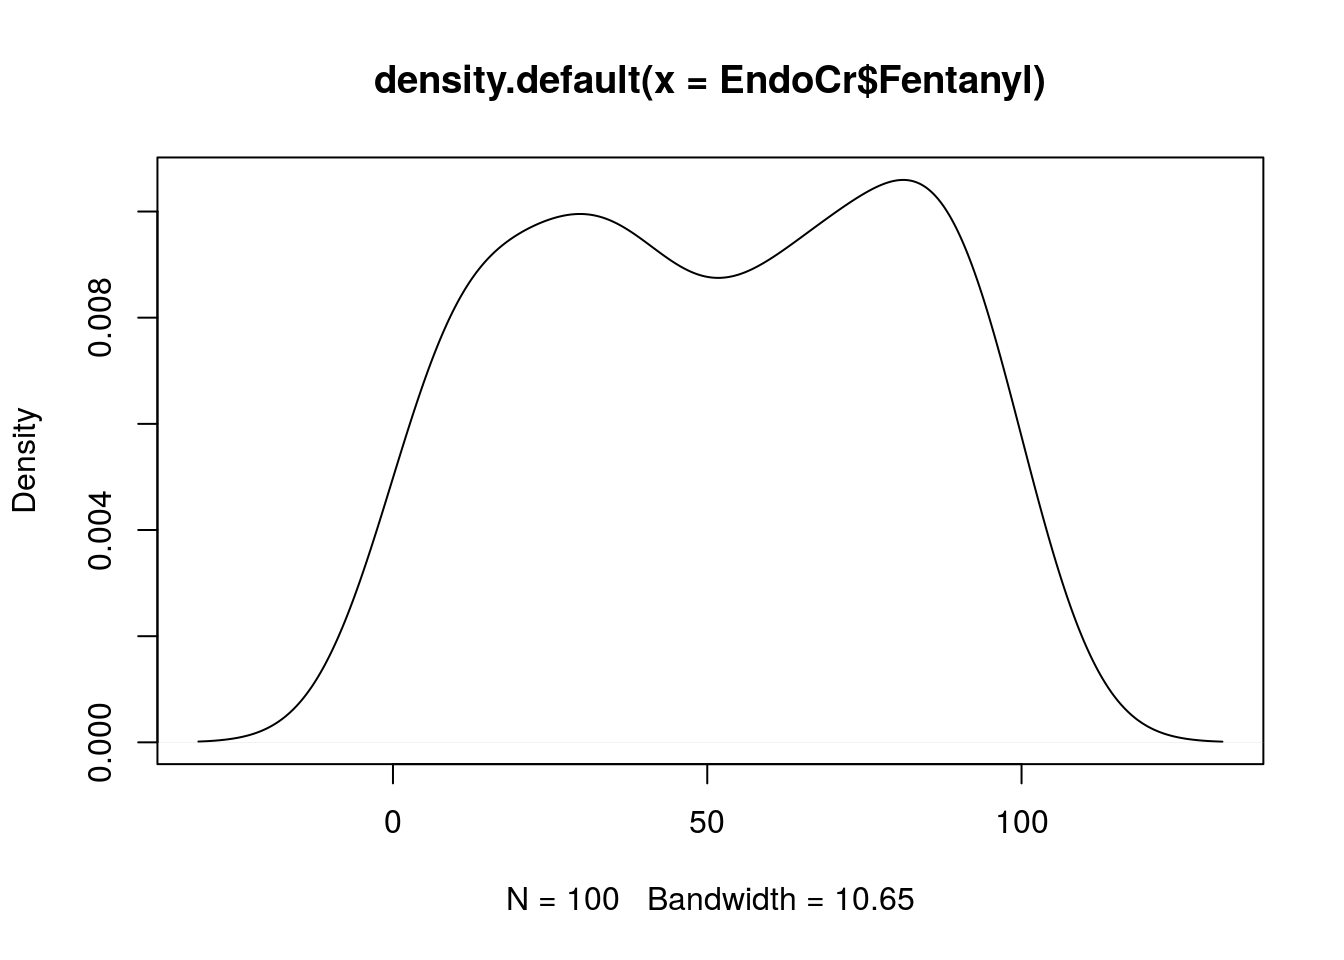 density.default(x = EndoCr$Fentanyl)
Density
0.008
0.004
0.000
0 50 100
N = 100 Bandwidth = 10.65